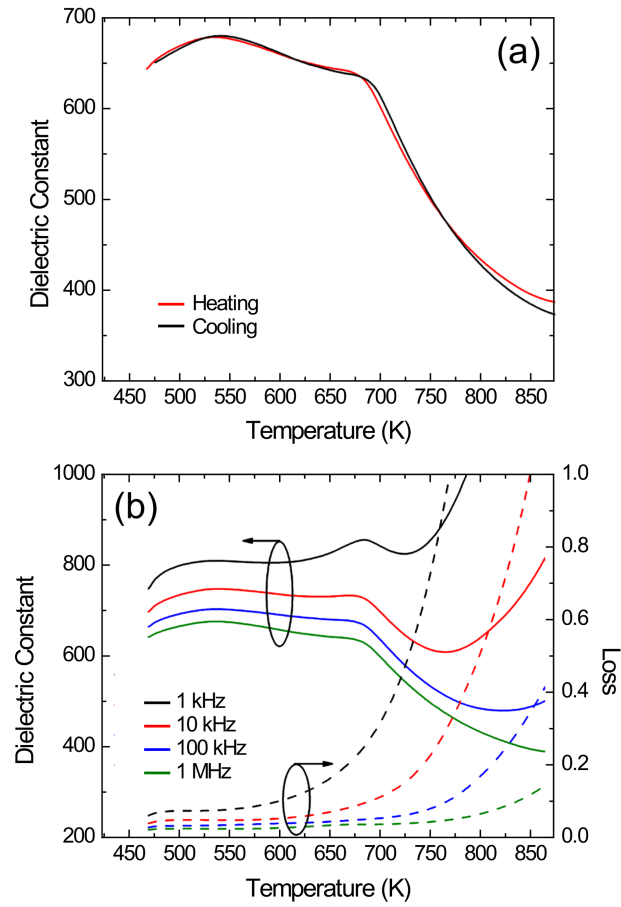 700
(a)
600
500
400
300
Dielectric Constant
Heating
Cooling
450 500 550 600 650 700 750 800 850
Temperature (K)
1000 1.0
(b)
800 0.8
600 0.6
400 0.4
0.2
200 0.0
Dielectric Constant
Loss
1 kHz
10 kHz
100 kHz
1 MHz
450 500 550 600 650 700 750 800 850
Temperature (K)